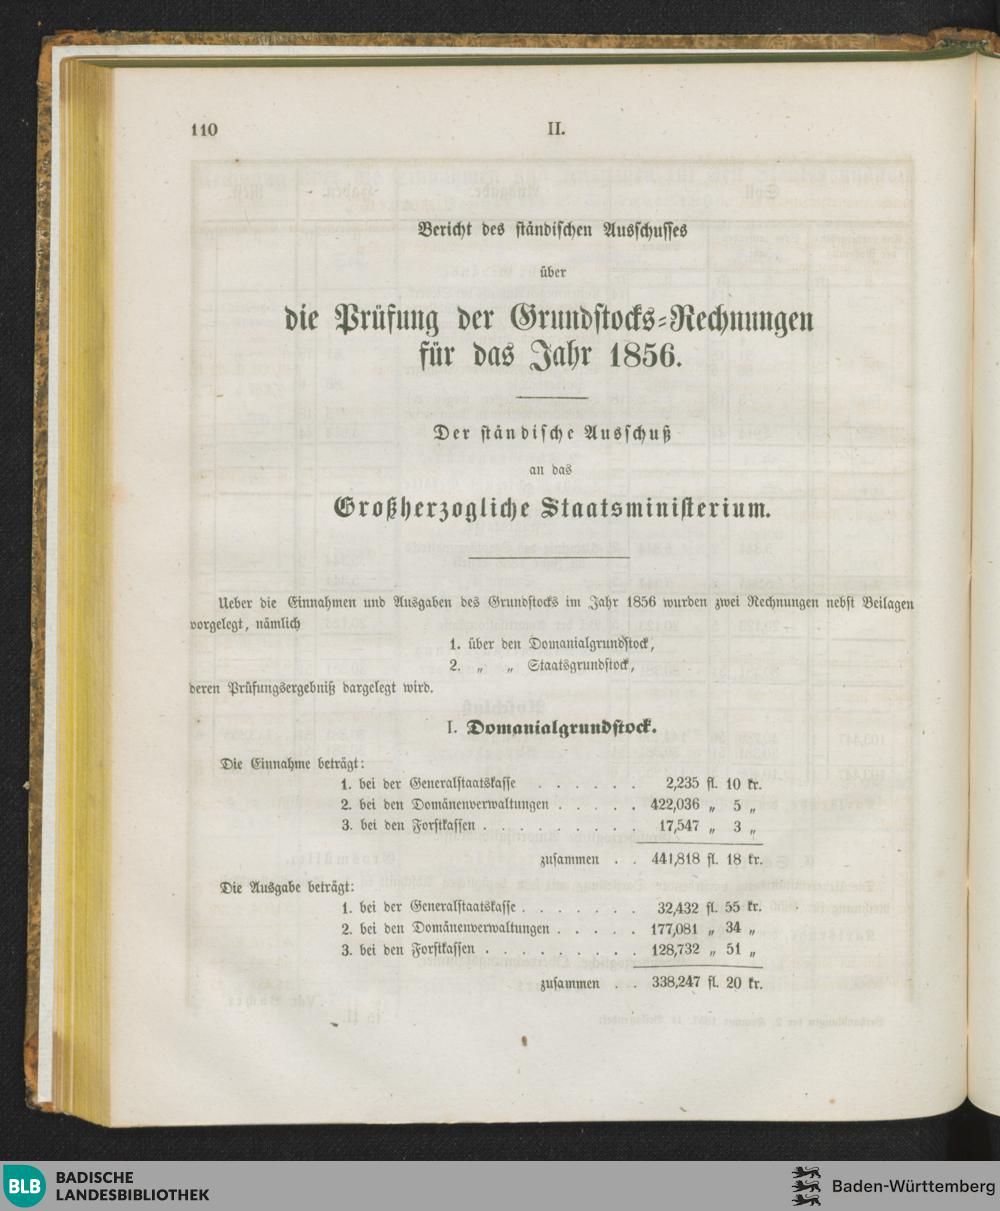 110
II.
Bericht des ständischen Ausschusses
über
die Prüfung der Grundstocks-Rechnungen
für das Jahr 1856.
Der ständische Ausschuß
an das
Großherzogliche Staatsministerium.
Ueber die Einnahmen und Ausgaben des Grundstocks im Jahr 1856 wurden zwei Rechnungen nebst Beilagen
vorgelegt, nämlich
1. über den Domanialgrundstock,
2. „ „ Staatsgrundstock,
deren Prüfungsergebniß dargelegt wird.
I. Domanialgrundstock.
Die Einnahme beträgt:
1. bei der Generalstaatskasse . . . . . . 2,235 fl. 10 kr.
2. bei den Domänenverwaltungen . . . . 422,036 „ 5 „
3. bei den Forstkassen . . . . . . . . 17,547 „ 3 „
zusammen . . 441,818 fl. 18 kr.
Die Ausgabe beträgt:
1. bei der Generalstaatskasse . . . . . . . 32,432 fl. 55 kr.
2. bei den Domänenverwaltungen . . . . . 177,081 „ 34 „
3. bei den Forstkassen . . . . . . . . . 128,732 „ 51 „
zusammen . . 338,247 fl. 20 kr.
BLB BADISCHE
LANDESBIBLIOTHEK
Baden-Württemberg